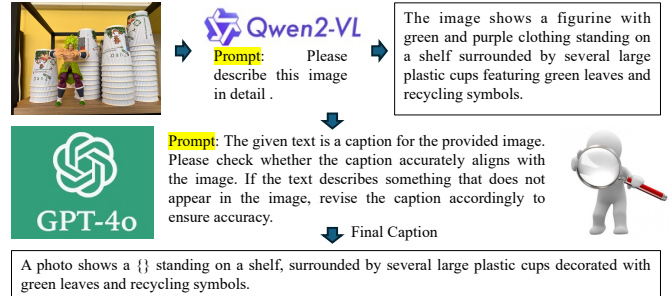 Qwen2-VL
Prompt: Please
describe this image
in detail .
The image shows a figurine with
green and purple clothing standing on
a shelf surrounded by several large
plastic cups featuring green leaves and
recycling symbols.
GPT-4o
Prompt: The given text is a caption for the provided image.
Please check whether the caption accurately aligns with
the image. If the text describes something that does not
appear in the image, revise the caption accordingly to
ensure accuracy.
Final Caption
A photo shows a {} standing on a shelf, surrounded by several large plastic cups decorated with
green leaves and recycling symbols.